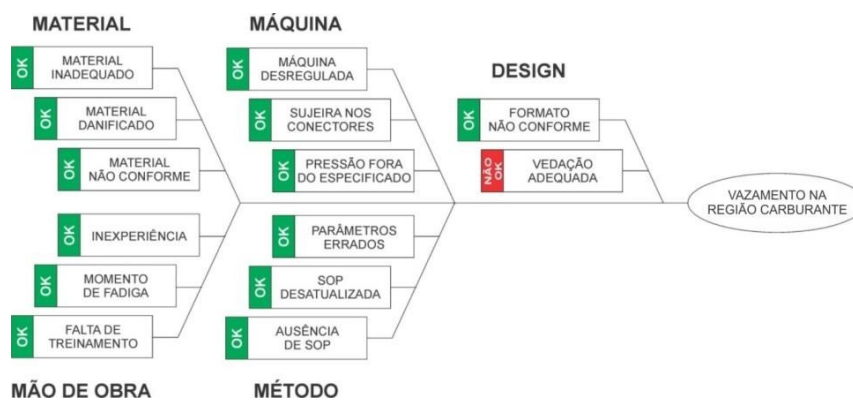 MATERIAL
OK
MATERIAL
INADEQUADO
OK
MATERIAL
DANIFICADO
OK
MATERIAL
NÃO CONFORME
MÁQUINA
OK
MÁQUINA
DESREGULADA
OK
SUJEIRA NOS
CONECTORES
OK
PRESSÃO FORA
DO ESPECIFICADO
DESIGN
OK
FORMATO
NÃO CONFORME
NÃO
OK
VEDAÇÃO
ADEQUADA
VAZAMENTO NA
REGIÃO CARBURANTE
OK
INEXPERIÊNCIA
OK
MOMENTO
DE FADIGA
OK
FALTA DE
TREINAMENTO
MÃO DE OBRA
OK
PARÂMETROS
ERRADOS
OK
SOP
DESATUALIZADA
OK
AUSÊNCIA
DE SOP
MÉTODO